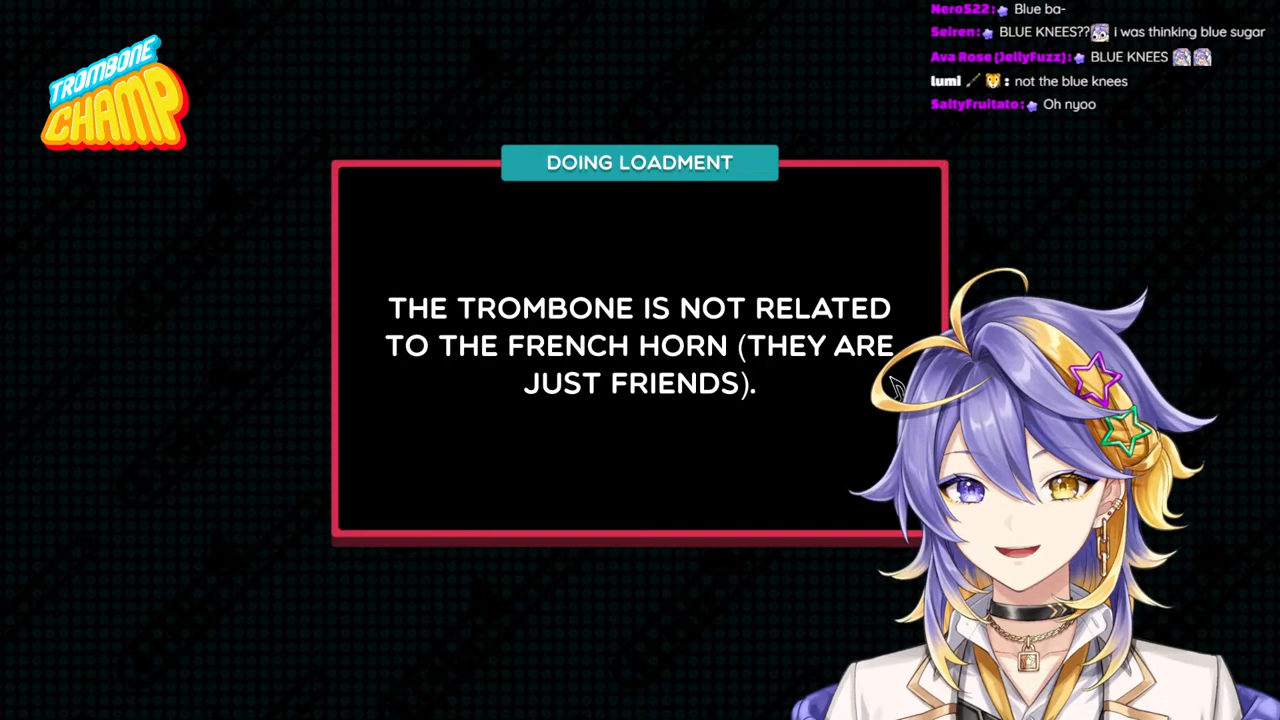 NeroS22: Blue ba-
Seiren: BLUE KNEES?? i was thinking blue sugar
Ava Rose (JellyFuzz): BLUE KNEES
lumi : not the blue knees
SaltyFruitato: Oh nyoo
TROMBONE
CHAMP
DOING LOADMENT
THE TROMBONE IS NOT RELATED
TO THE FRENCH HORN (THEY ARE
JUST FRIENDS).